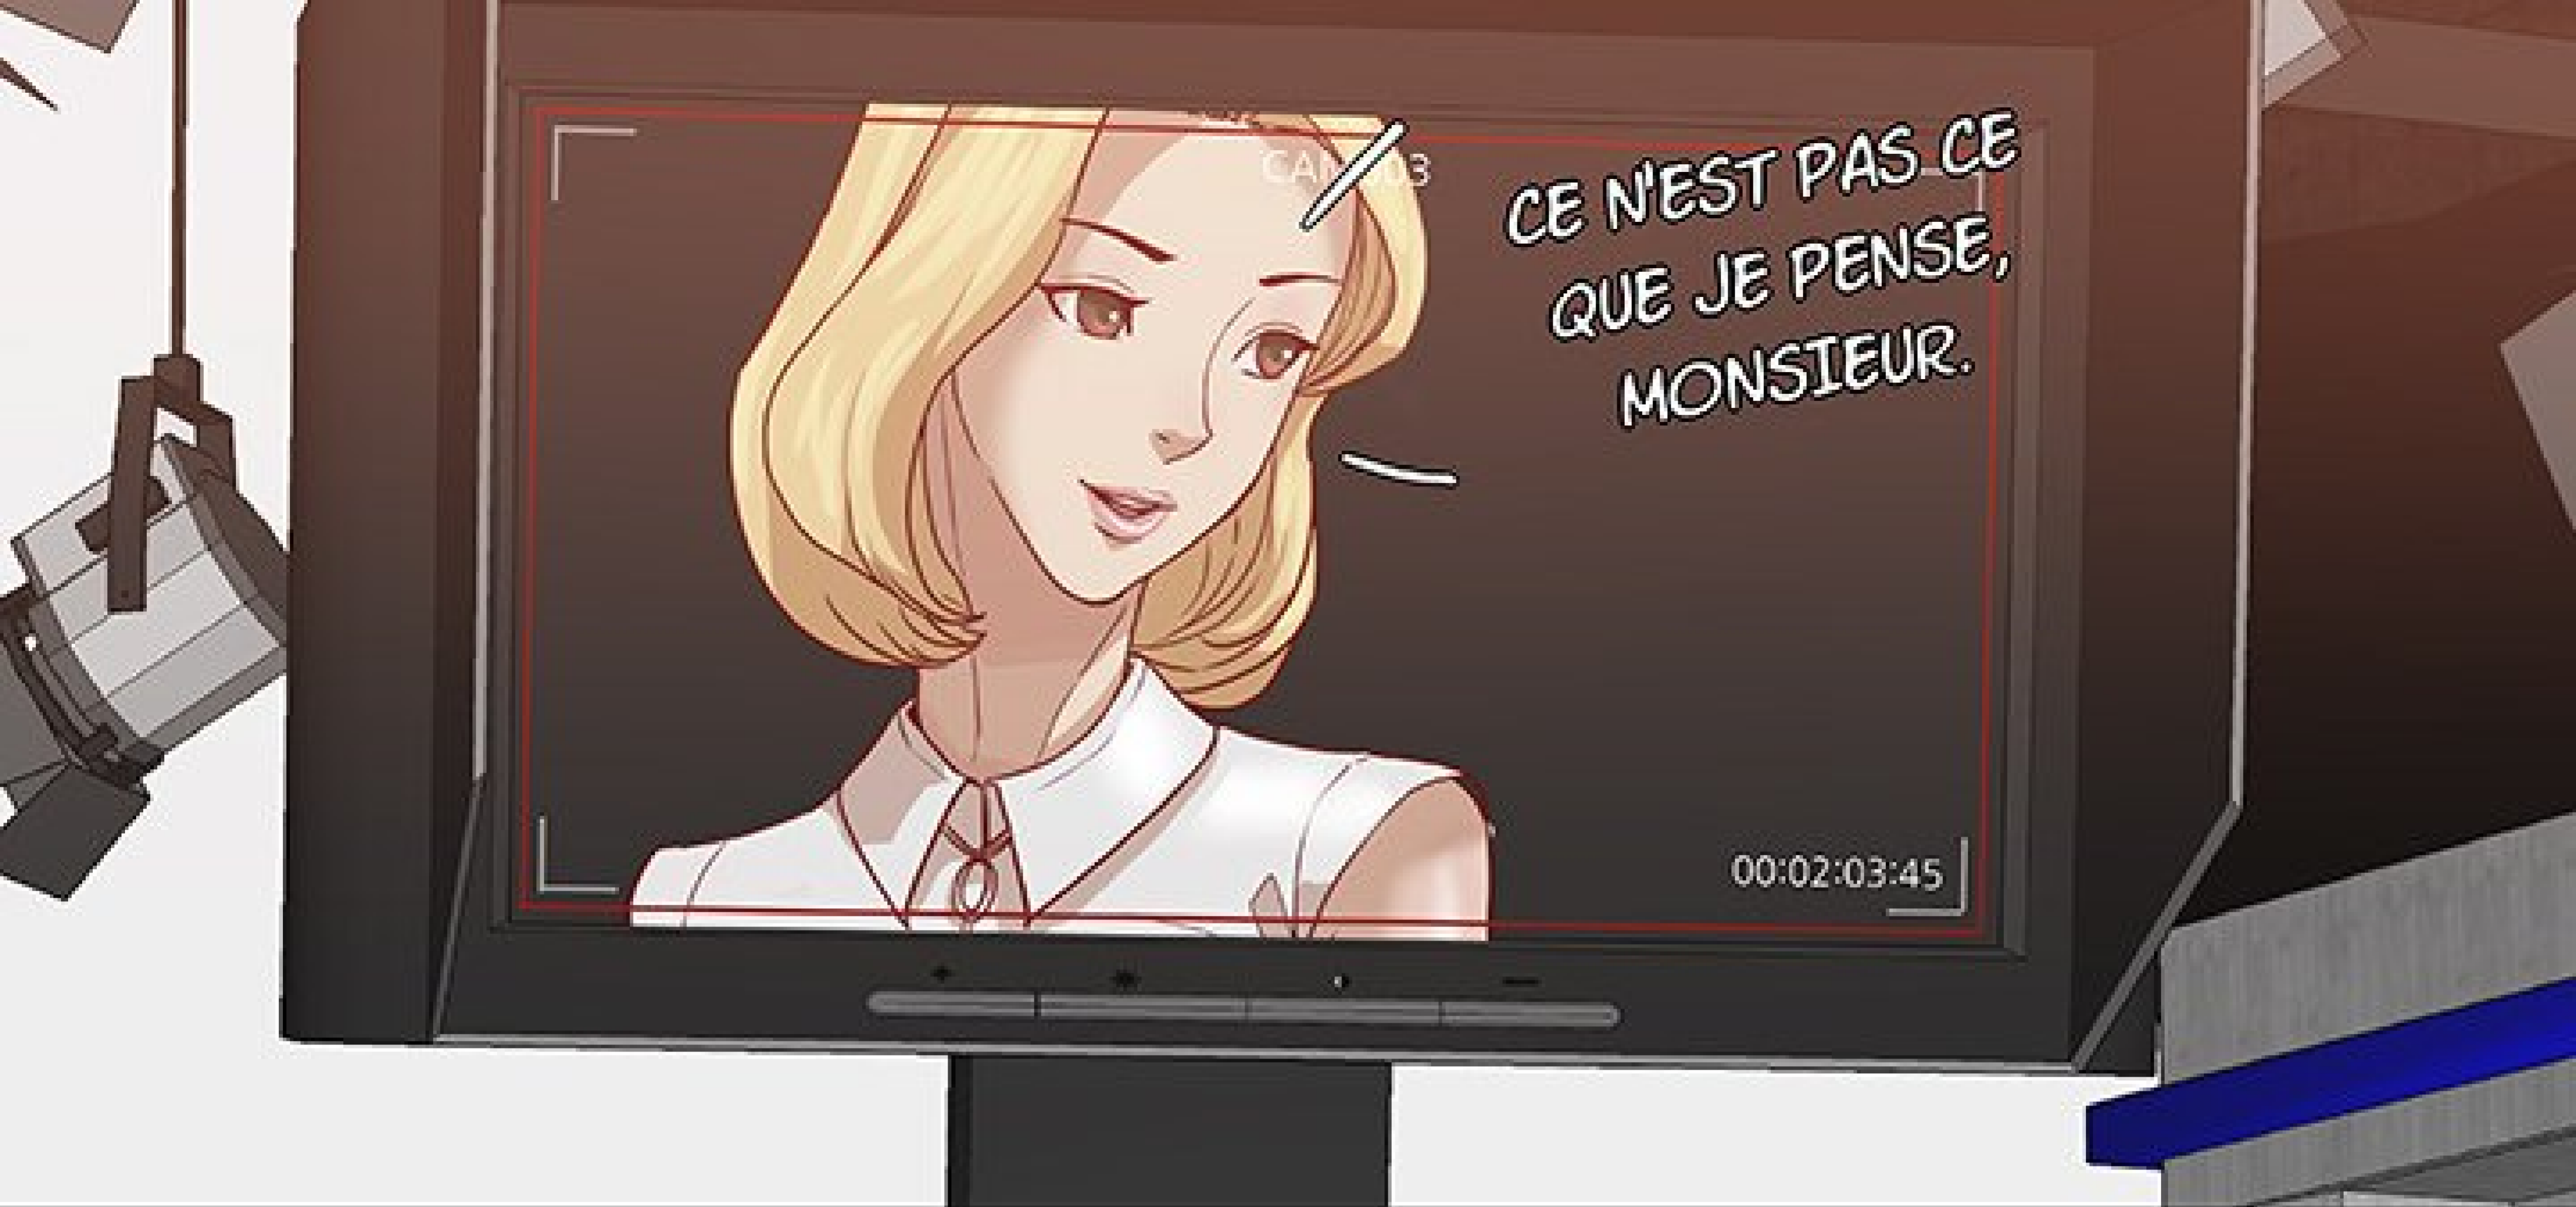 CE N'EST PAS CE
QUE JE PENSE,
MONSIEUR.
00:02:03:45